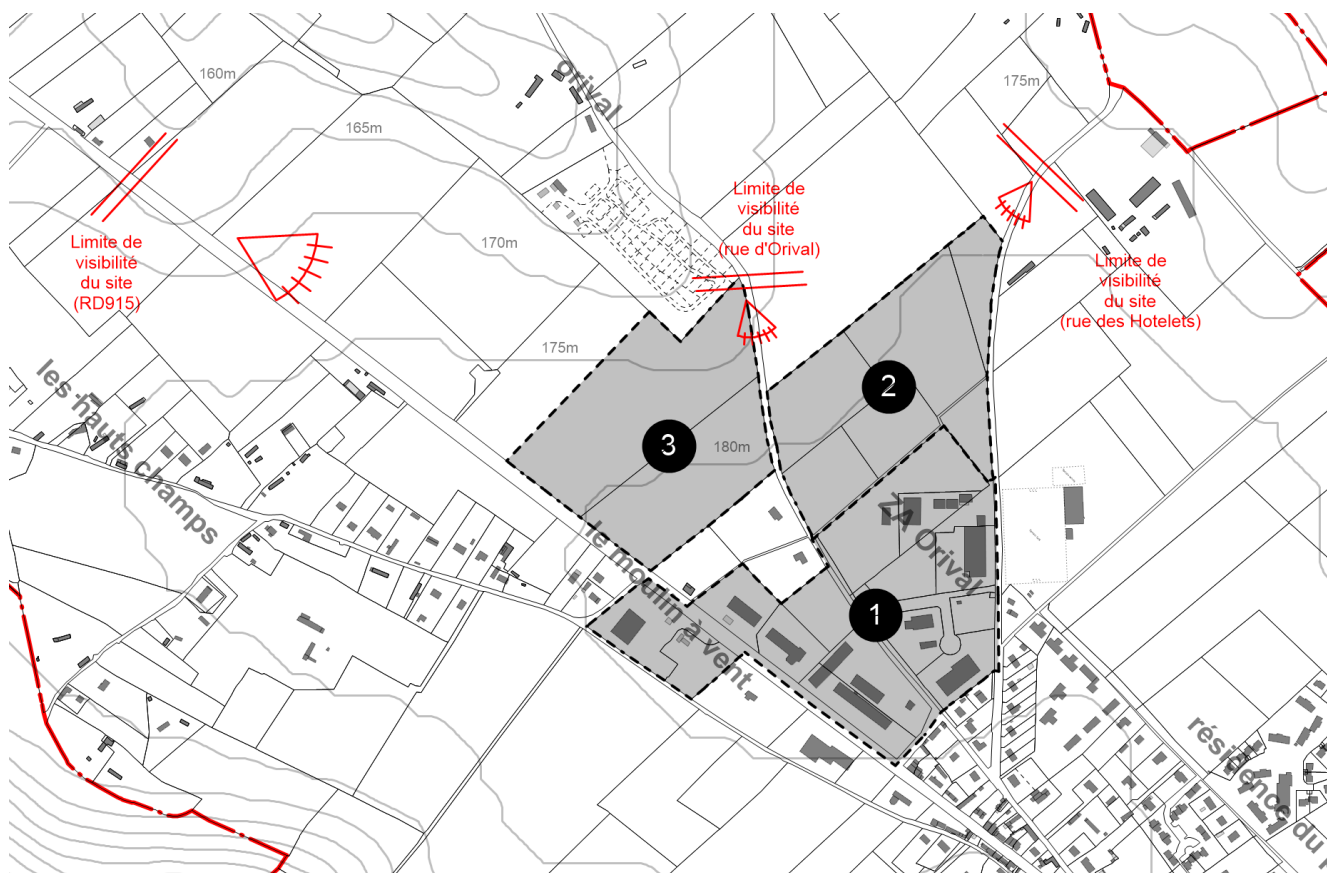 160m
orival
175m
165m
Limite de
visibilité
du site
(rue d'Orival)
Limite de
visibilité
du site
(RD915)
170m
Limite de
visibilité
du site
(rue des Hotelets)
175m
les hauts champs
2
3
180m
ZA Orival
le moulin à vent
1
résidence du